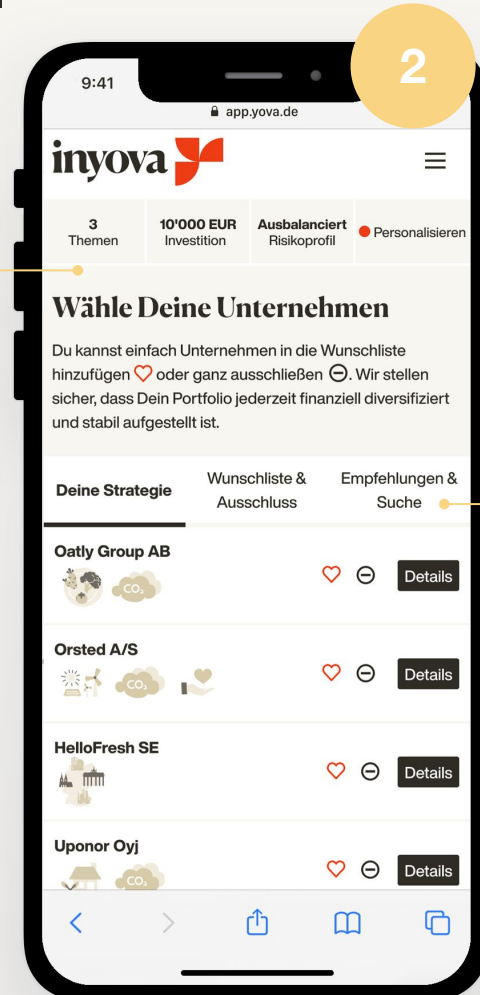 2
9:41
app.yova.de
inyova
3
Themen
10'000 EUR
Investition
Ausbalanciert
Risikoprofil
Personalisieren
Wähle Deine Unternehmen
Du kannst einfach Unternehmen in die Wunschliste
hinzufügen oder ganz ausschließen. Wir stellen
sicher, dass Dein Portfolio jederzeit finanziell diversifiziert
und stabil aufgestellt ist.
Deine Strategie
Wunschliste &
Ausschluss
Empfehlungen &
Suche
Oatly Group AB
CO₂
Details
Orsted A/S
CO₂
Details
HelloFresh SE
Details
Uponor Oyj
CO₂
Details